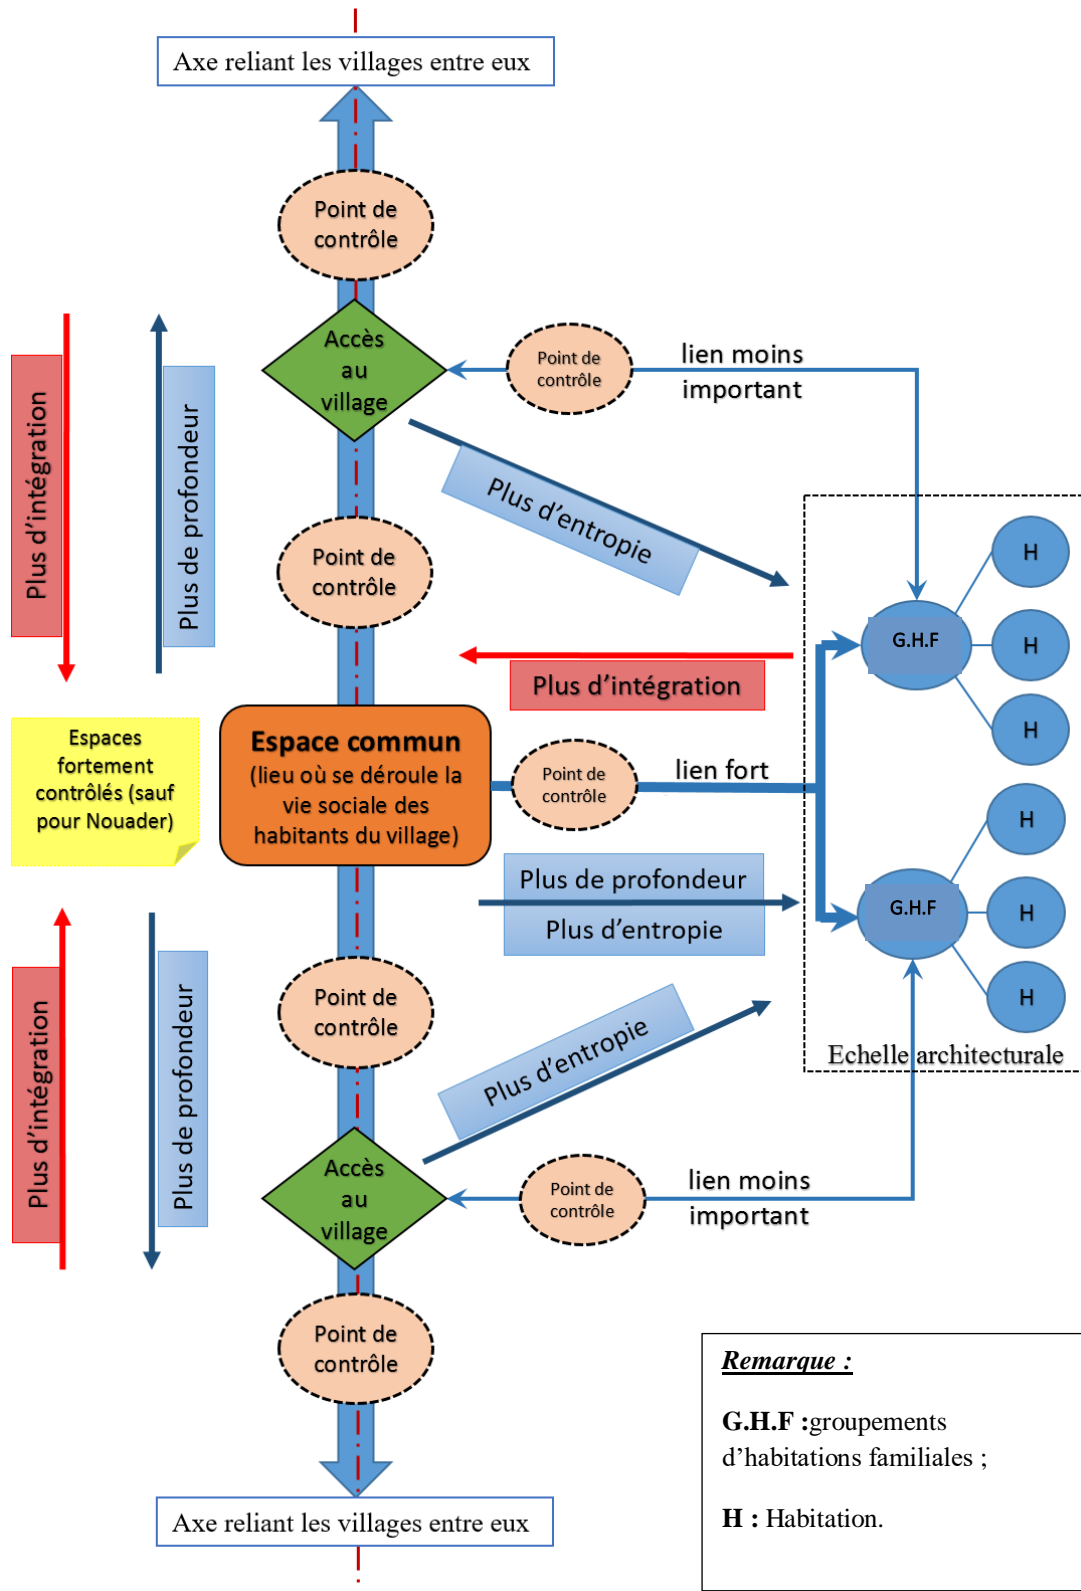 Axe reliant les villages entre eux
Point de
contrôle
Accès
au
village
Point de
contrôle
lien moins
important
Plus d'intégration
Plus de profondeur
Plus d'entropie
Point de
contrôle
H
H
H
G.H.F
Plus d'intégration
Espaces
fortement
contrôlés (sauf
pour Nouader)
Espace commun
(lieu où se déroule la
vie sociale des
habitants du village)
Point de
contrôle
lien fort
H
H
H
G.H.F
Plus de profondeur
Plus d'entropie
Echelle architecturale
Plus d'intégration
Plus de profondeur
Point de
contrôle
Plus d'entropie
Accès
au
village
Point de
contrôle
lien moins
important
Point de
contrôle
Axe reliant les villages entre eux
Remarque :
G.H.F :groupements
d'habitations familiales ;
H : Habitation.